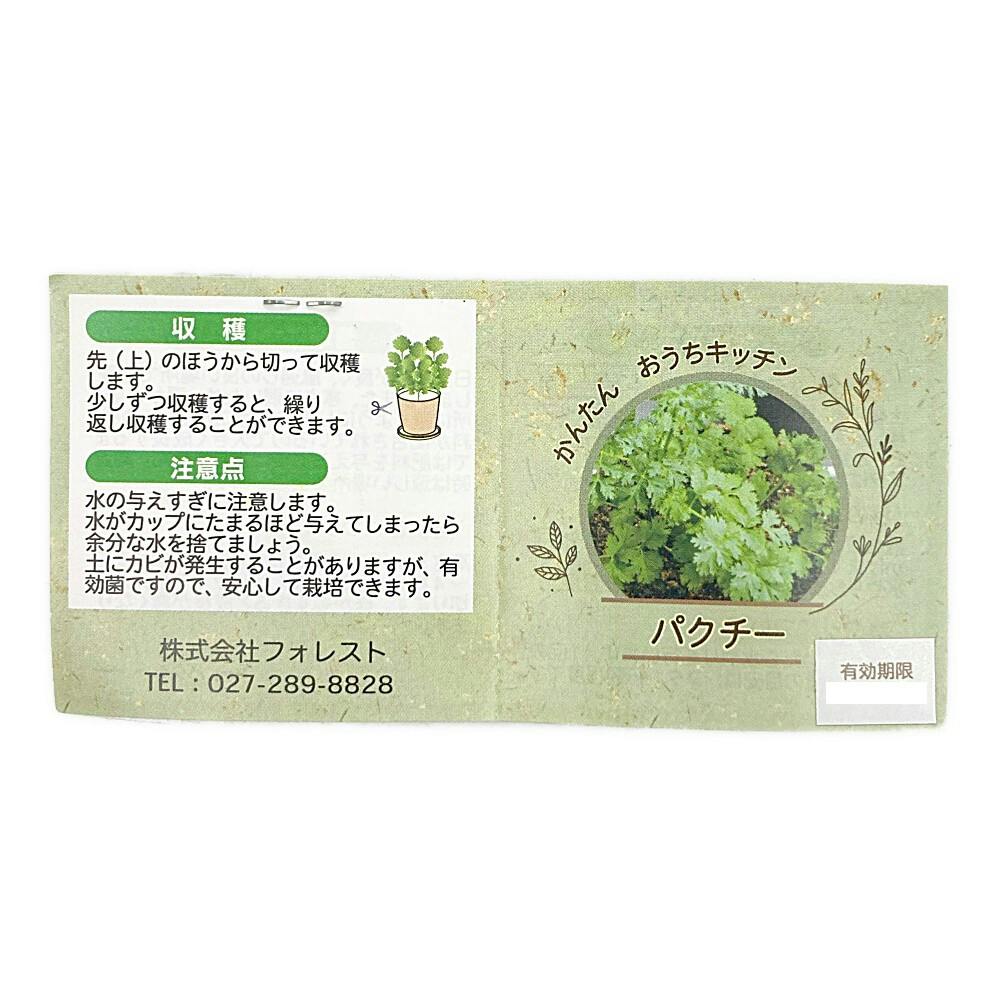 収 穫
先（上）のほうから切って収穫
します。
少しずつ収穫すると、繰り
返し収穫することができます。
注意点
水の与えすぎに注意します。
水がカップにたまるほど与えてしまったら
余分な水を捨てましょう。
土にカビが発生することがありますが、有
効菌ですので、安心して栽培できます。
株式会社フォレスト
TEL：027-289-8828
かんたん おうちキッチン
パクチー
有効期限